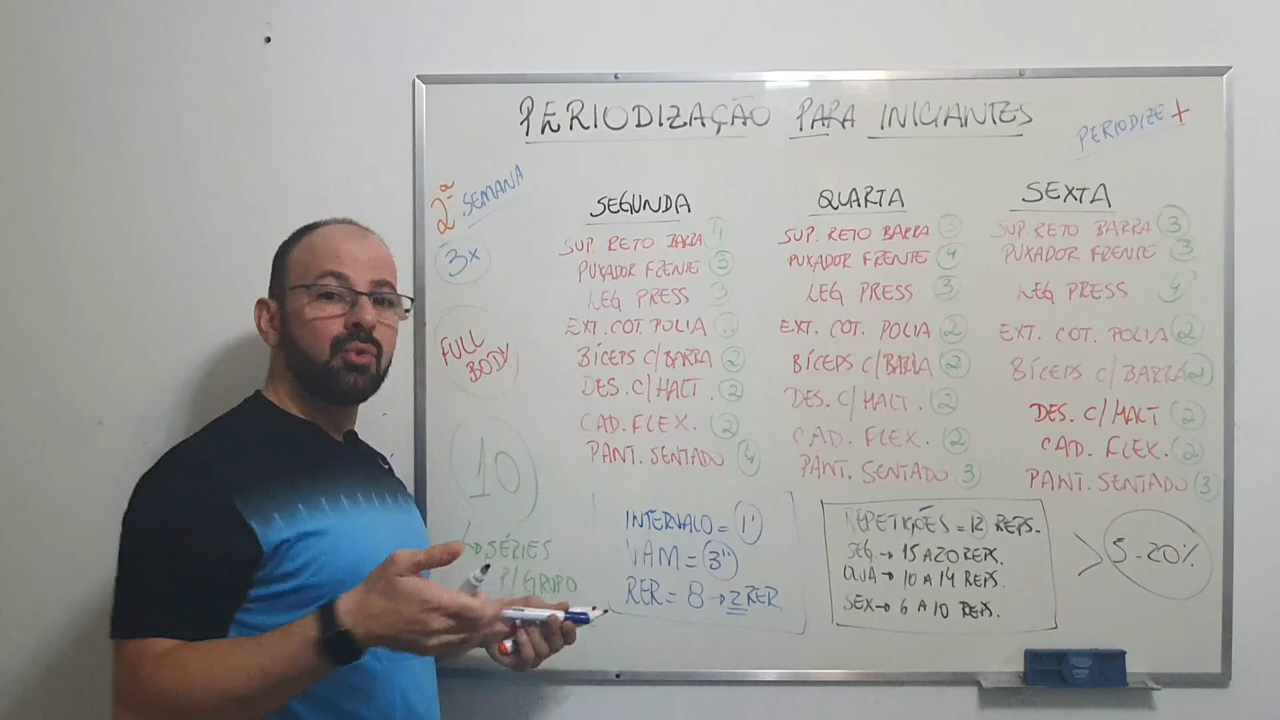 PERIODIZAÇÃO PARA INICIANTES
PERIODIZE +
2ª SEMANA
3x
FULL
BODY
10
SÉRIES
P/GRUPO
SEGUNDA
SUP. RETO BARRA 4
PUXADOR FRENTE 3
LEG PRESS 3
EXT. COT. POLIA 2
BÍCEPS C/BARRA 2
DES. C/HALT. 2
CAD. FLEX. 2
PANT. SENTADO 4
QUARTA
SUP. RETO BARRA 3
PUXADOR FRENTE 4
LEG PRESS 3
EXT. COT. POLIA 2
BÍCEPS C/BARRA 2
DES. C/HALT. 2
CAD. FLEX. 2
PANT. SENTADO 3
SEXTA
SUP. RETO BARRA 3
PUXADOR FRENTE 3
LEG PRESS 4
EXT. COT. POLIA 2
BÍCEPS C/BARRA 2
DES. C/HALT 2
CAD. FLEX. 2
PANT. SENTADO 3
INTERVALO = 1'
VAM = 3"
RER = 8 → 2 RER
REPETIÇÕES = 12 REPS.
SEG → 15 A 20 REPS.
QUA → 10 A 14 REPS.
SEX → 6 A 10 REPS.
> 5-20%